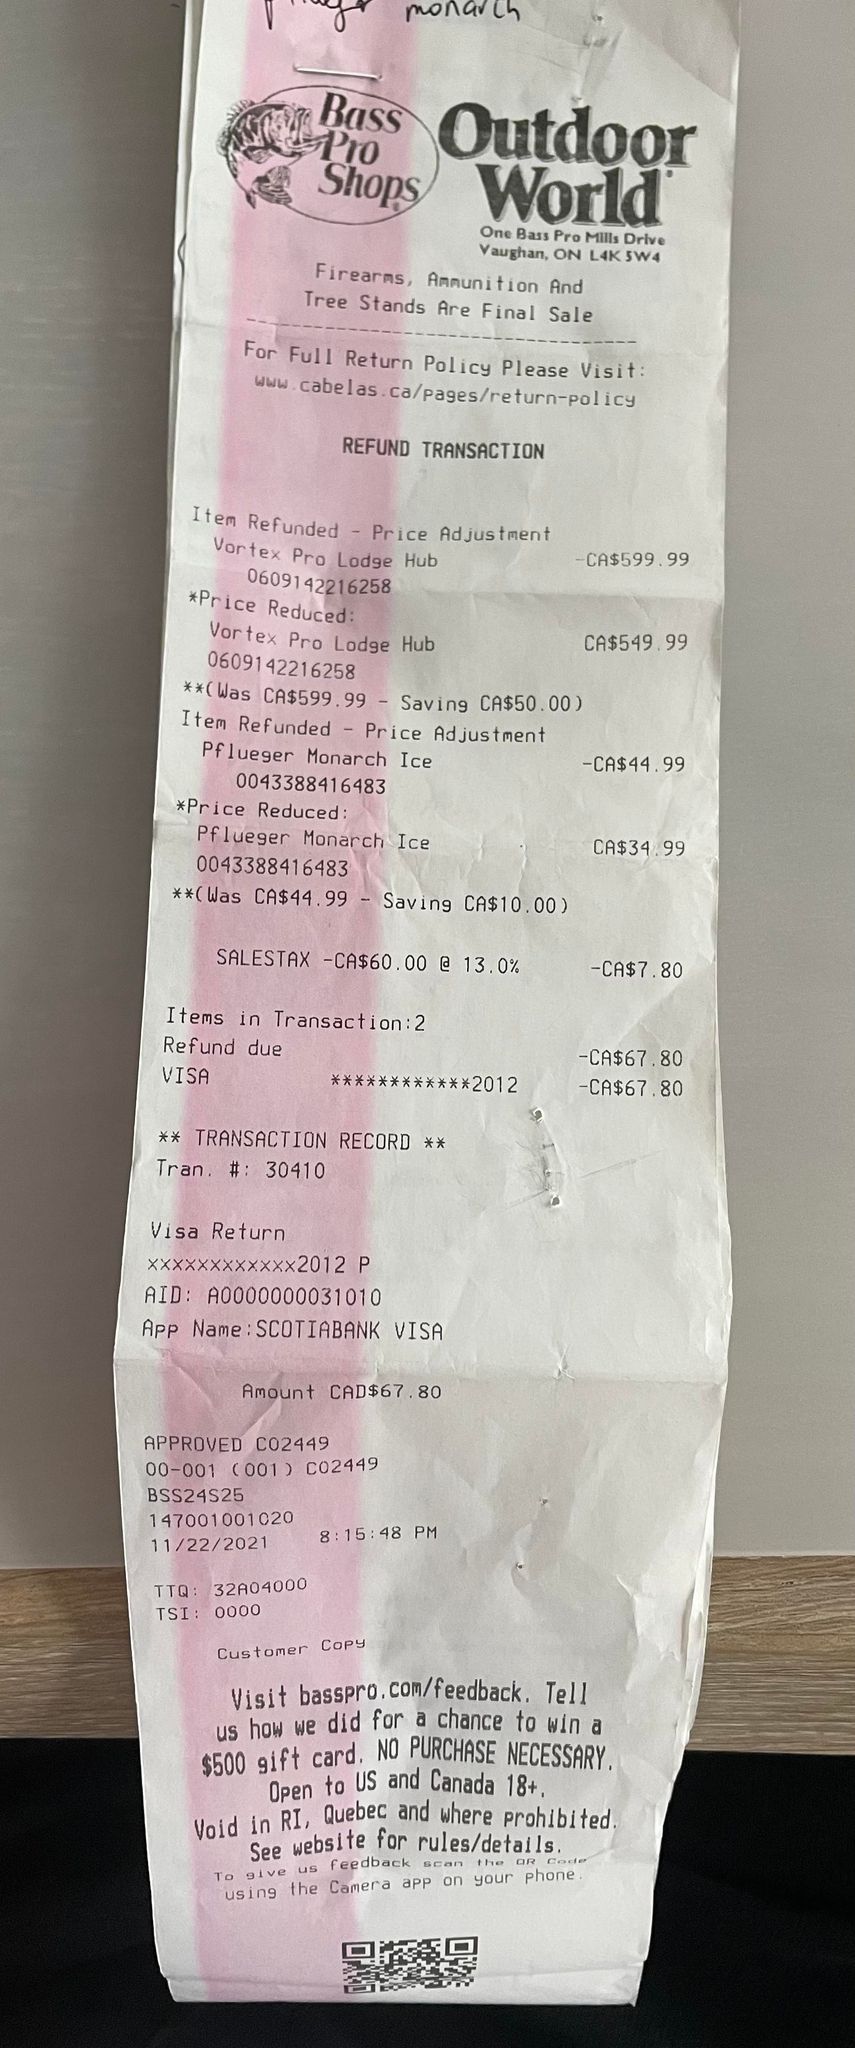 monarch
Bass
Pro
Shops
Outdoor
World
One Bass Pro Mills Drive
Vaughan, ON L4K 5W4
Firearms, Ammunition And
Tree Stands Are Final Sale
--------------------------------------
For Full Return Policy Please Visit:
www.cabelas.ca/pages/return-policy
REFUND TRANSACTION
Item Refunded - Price Adjustment
Vortex Pro Lodge Hub -CA$599.99
0609142216258
*Price Reduced:
Vortex Pro Lodge Hub CA$549.99
0609142216258
**(Was CA$599.99 - Saving CA$50.00)
Item Refunded - Price Adjustment
Pflueger Monarch Ice -CA$44.99
0043388416483
*Price Reduced:
Pflueger Monarch Ice CA$34.99
0043388416483
**(Was CA$44.99 - Saving CA$10.00)
SALESTAX -CA$60.00 @ 13.0% -CA$7.80
Items in Transaction:2
Refund due -CA$67.80
VISA ************2012 -CA$67.80
** TRANSACTION RECORD **
Tran. #: 30410
Visa Return
xxxxxxxxxxxx2012 P
AID: A0000000031010
App Name:SCOTIABANK VISA
Amount CAD$67.80
APPROVED C02449
00-001 (001) C02449
BSS24S25
147001001020
11/22/2021 8:15:48 PM
TTQ: 32A04000
TSI: 0000
Customer Copy
Visit basspro.com/feedback. Tell
us how we did for a chance to win a
$500 gift card. NO PURCHASE NECESSARY.
Open to US and Canada 18+.
Void in RI, Quebec and where prohibited.
See website for rules/details.
To give us feedback scan the QR Code
using the Camera app on your phone.